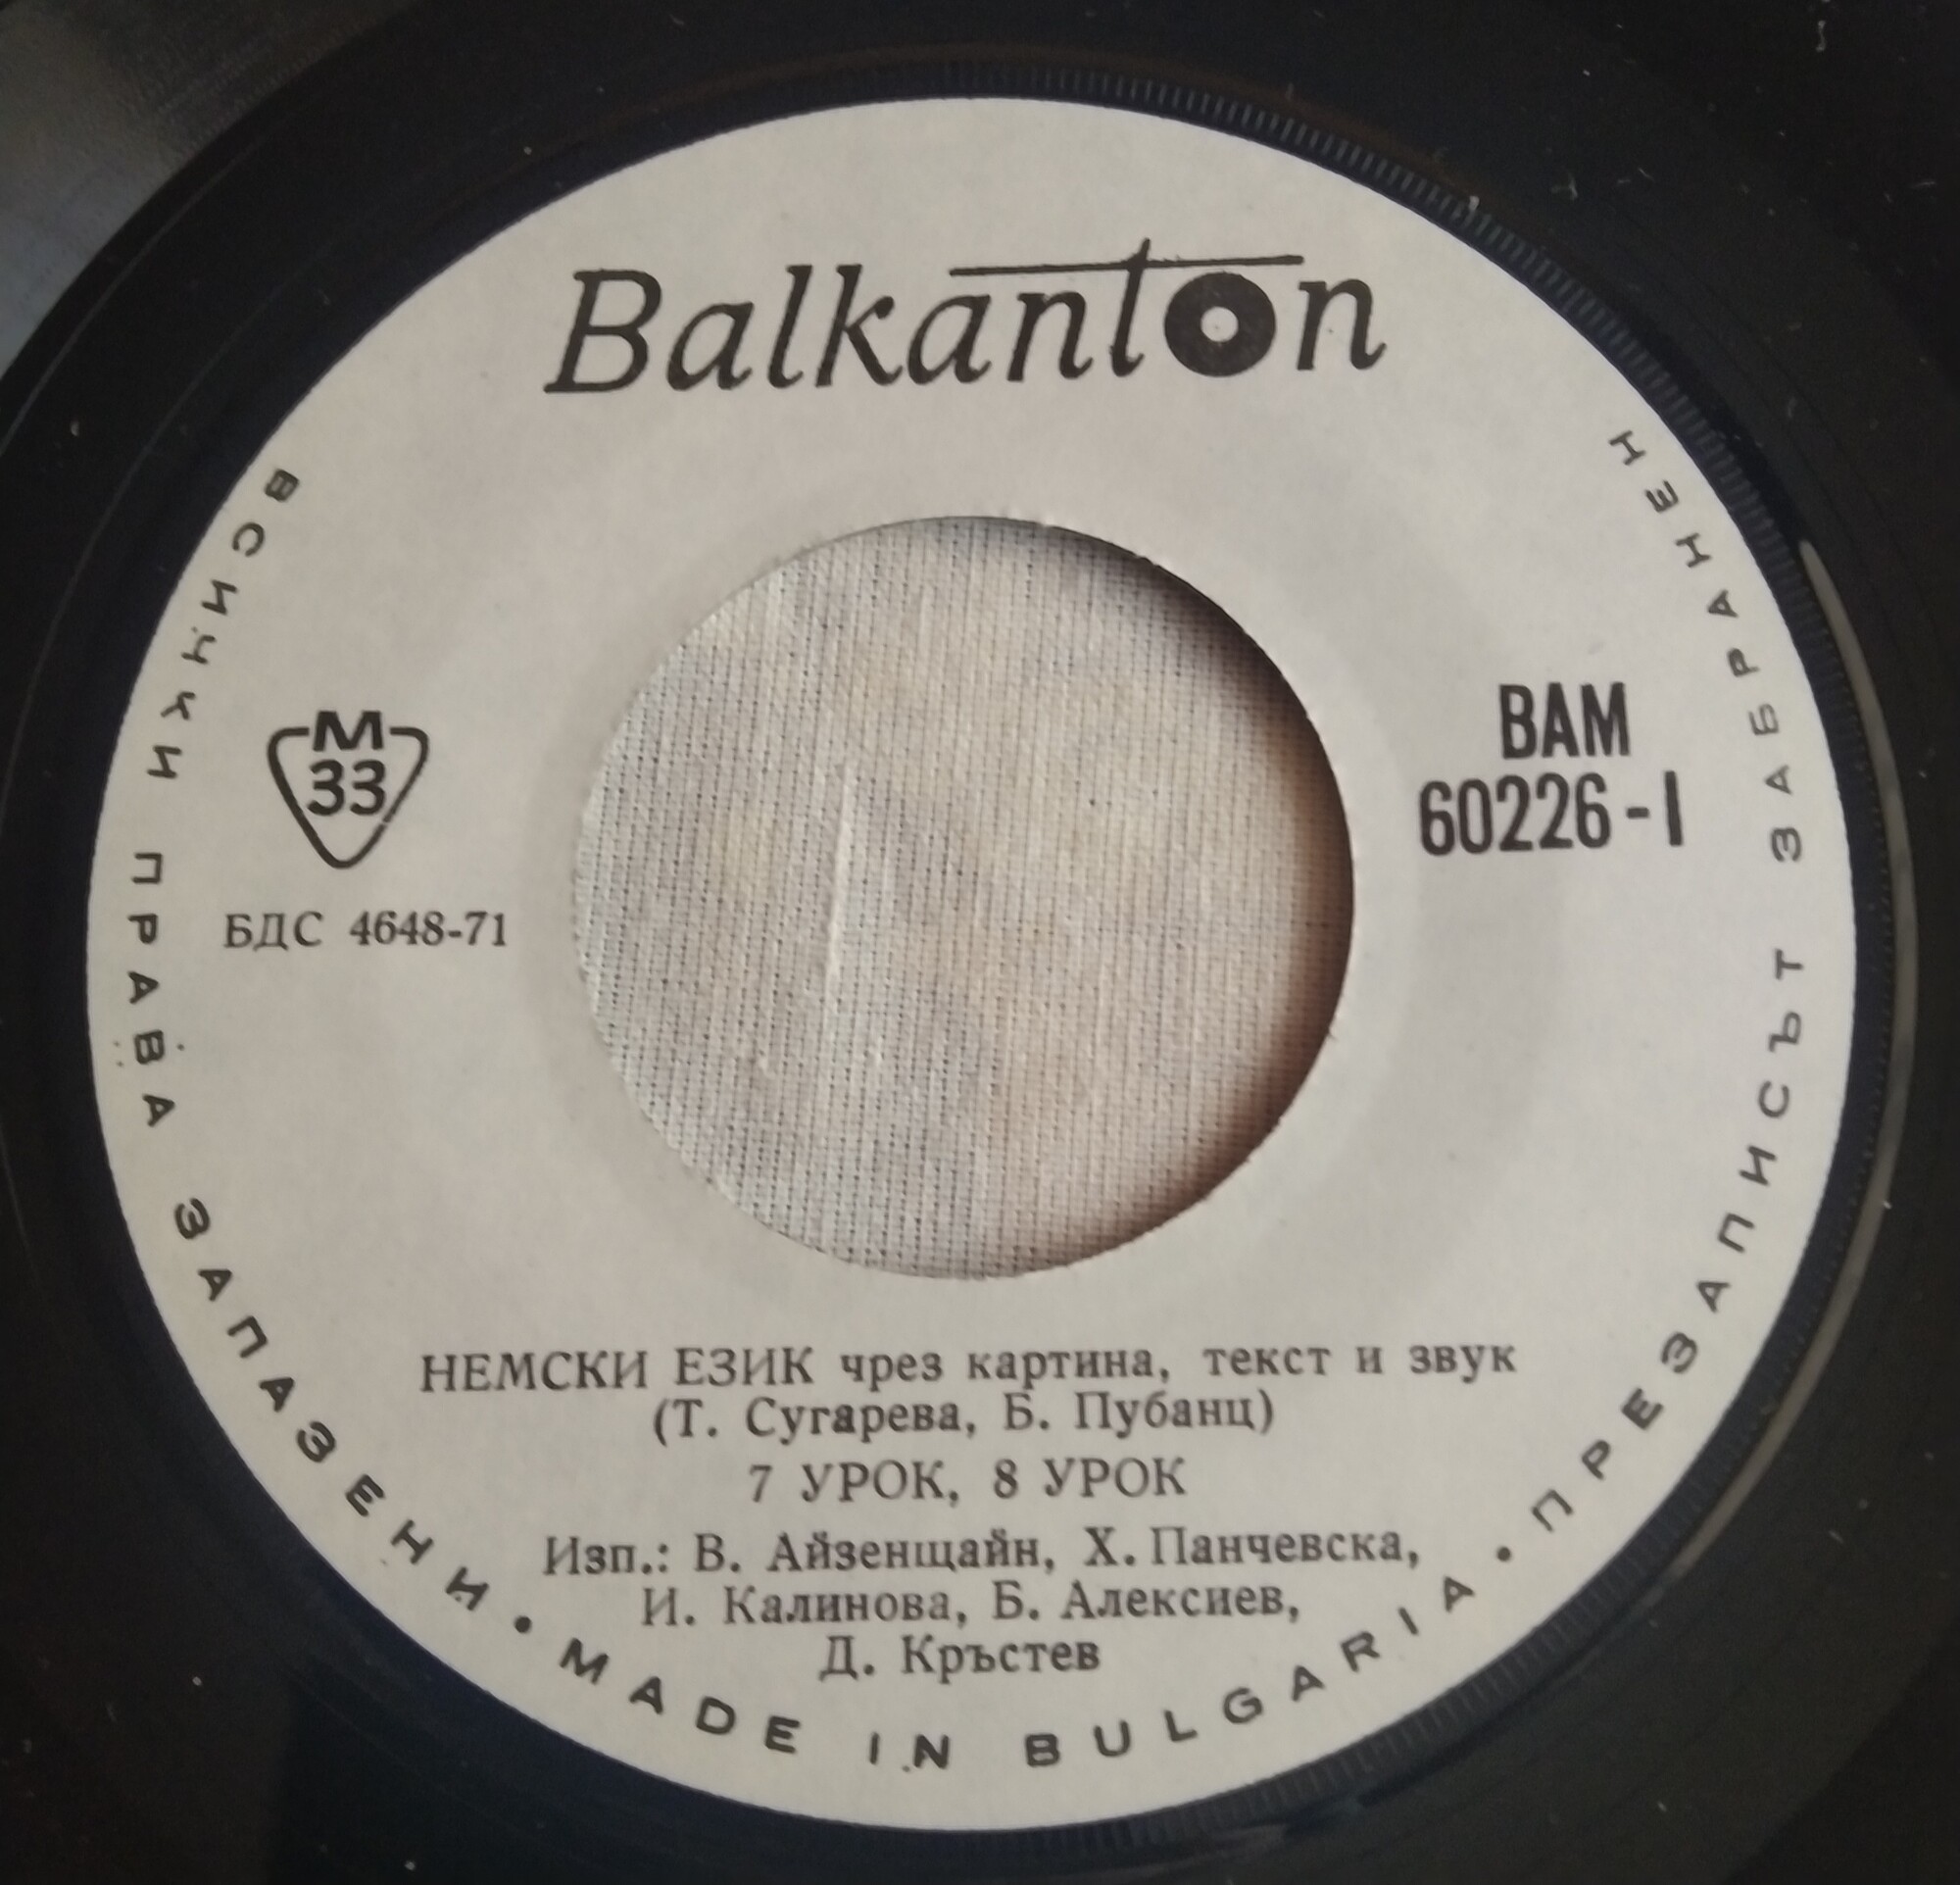 Balkanton
М
33
БДС 4648-71
ВАМ
60226-I
НЕМСКИ ЕЗИК чрез картина, текст и звук
(Т. Сугарева, Б. Пубанц)
7 УРОК, 8 УРОК
Изп.: В. Айзенщайн, Х. Панчевска,
И. Калинова, Б. Алексиев,
Д. Кръстев
ВСИЧКИ ПРАВА ЗАПАЗЕНИ • MADE IN BULGARIA • ПРЕЗАПИСЪТ ЗАБРАНЕН